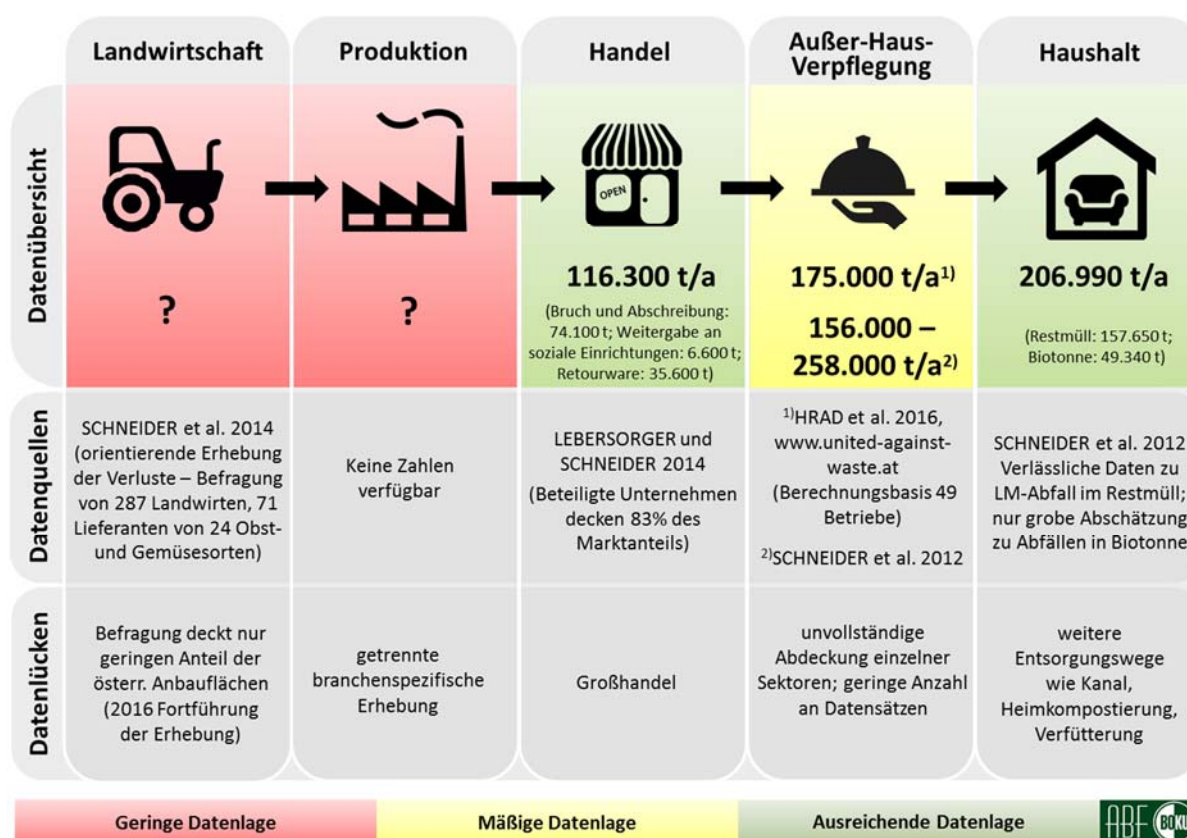 Landwirtschaft
Produktion
Handel
Außer-Haus-
Verpflegung
Haushalt
Datenübersicht
?
?
OPEN
116.300 t/a
(Bruch und Abschreibung:
74.100 t; Weitergabe an
soziale Einrichtungen: 6.600 t;
Retourware: 35.600 t)
175.000 t/a1)
156.000 –
258.000 t/a2)
206.990 t/a
(Restmüll: 157.650 t;
Biotonne: 49.340 t)
Datenquellen
SCHNEIDER et al. 2014
(orientierende Erhebung
der Verluste – Befragung
von 287 Landwirten, 71
Lieferanten von 24 Obst-
und Gemüsesorten)
Keine Zahlen
verfügbar
LEBERSORGER und
SCHNEIDER 2014
(Beteiligte Unternehmen
decken 83% des
Marktanteils)
1)HRAD et al. 2016,
www.united-against-
waste.at
(Berechnungsbasis 49
Betriebe)
2)SCHNEIDER et al. 2012
SCHNEIDER et al. 2012
Verlässliche Daten zu
LM-Abfall im Restmüll;
nur grobe Abschätzung
zu Abfällen in Biotonne
Datenlücken
Befragung deckt nur
geringen Anteil der
österr. Anbauflächen
(2016 Fortführung
der Erhebung)
getrennte
branchenspezifische
Erhebung
Großhandel
unvollständige
Abdeckung einzelner
Sektoren; geringe Anzahl
an Datensätzen
weitere
Entsorgungswege
wie Kanal,
Heimkompostierung,
Verfütterung
Geringe Datenlage
Mäßige Datenlage
Ausreichende Datenlage
ABF
BOKU